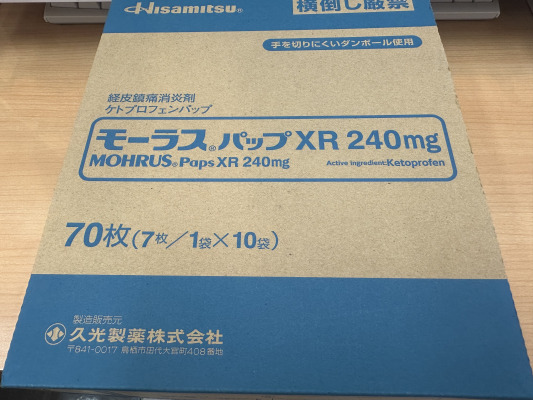 Hisamitsu®
横倒し厳禁
手を切りにくいダンボール使用
経皮鎮痛消炎剤
ケトプロフェンパップ
モーラス®パップXR 240mg
MOHRUS®Paps XR 240mg Active Ingredient:Ketoprofen
70枚(7枚/1袋×10袋)
製造販売元
久光製薬株式会社
〒841-0017 鳥栖市田代大官町408番地